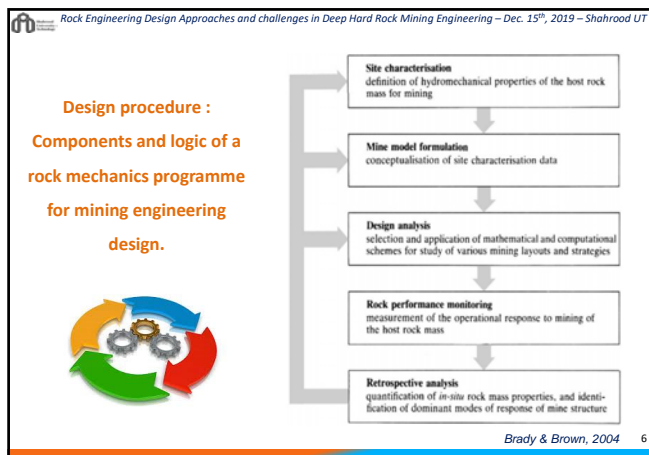 Rock Engineering Design Approaches and challenges in Deep Hard Rock Mining Engineering – Dec. 15th, 2019 – Shahrood UT
Design procedure :
Components and logic of a
rock mechanics programme
for mining engineering
design.
Site characterisation
definition of hydromechanical properties of the host rock
mass for mining
Mine model formulation
conceptualisation of site characterisation data
Design analysis
selection and application of mathematical and computational
schemes for study of various mining layouts and strategies
Rock performance monitoring
measurement of the operational response to mining of
the host rock mass
Retrospective analysis
quantification of in-situ rock mass properties, and identi-
fication of dominant modes of response of mine structure
Brady & Brown, 2004
6